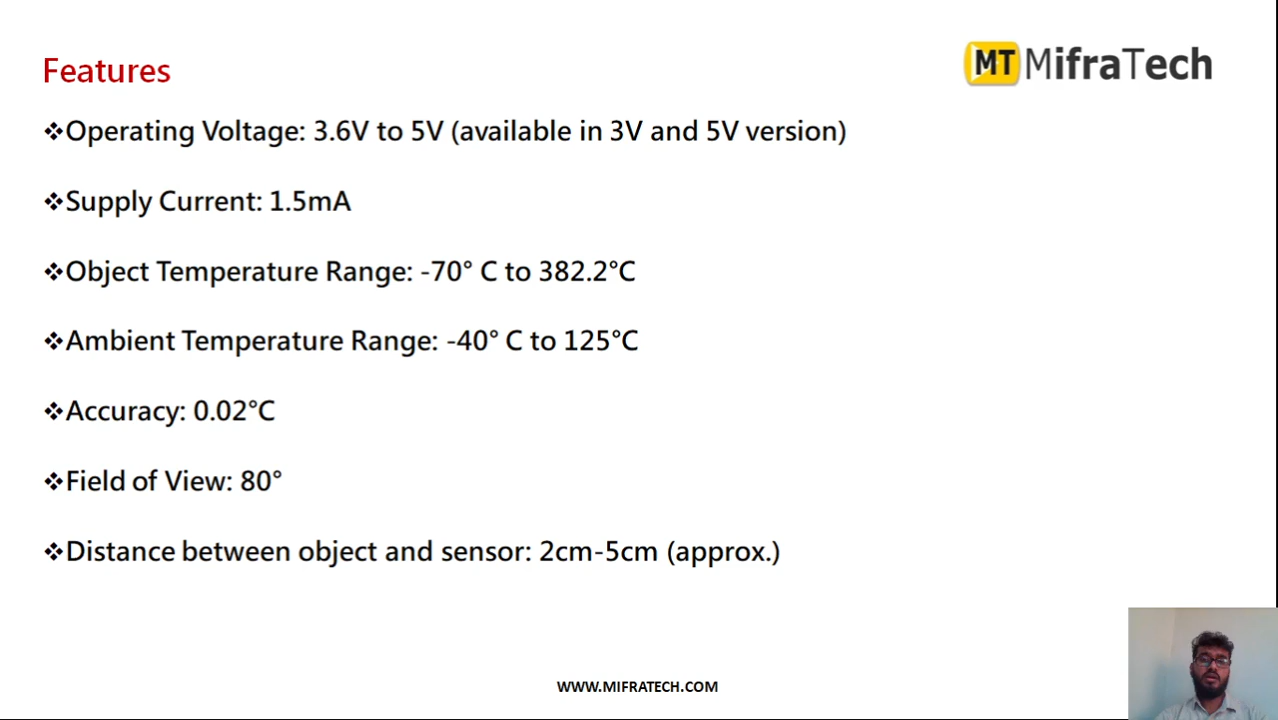 Features
MT MifraTech
❖Operating Voltage: 3.6V to 5V (available in 3V and 5V version)
❖Supply Current: 1.5mA
❖Object Temperature Range: -70° C to 382.2°C
❖Ambient Temperature Range: -40° C to 125°C
❖Accuracy: 0.02°C
❖Field of View: 80°
❖Distance between object and sensor: 2cm-5cm (approx.)
WWW.MIFRATECH.COM